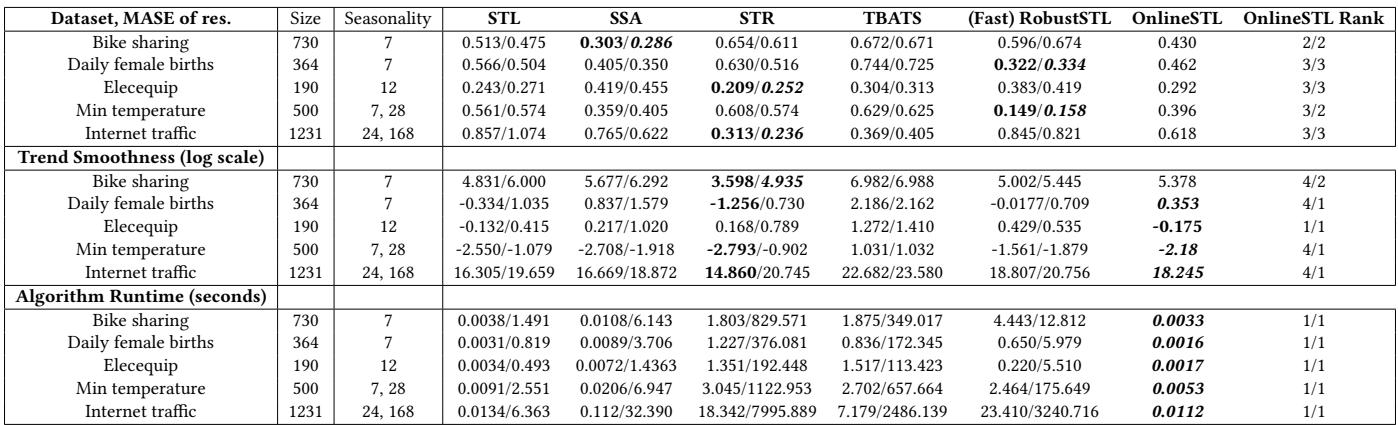 Dataset, MASE of res. Size Seasonality STL SSA STR TBATS (Fast) RobustSTL OnlineSTL OnlineSTL Rank
Bike sharing 730 7 0.513/0.475 0.303/0.286 0.654/0.611 0.672/0.671 0.596/0.674 0.430 2/2
Daily female births 364 7 0.566/0.504 0.405/0.350 0.630/0.516 0.744/0.725 0.322/0.334 0.462 3/3
Elecequip 190 12 0.243/0.271 0.419/0.455 0.209/0.252 0.304/0.313 0.383/0.419 0.292 3/3
Min temperature 500 7, 28 0.561/0.574 0.359/0.405 0.608/0.574 0.629/0.625 0.149/0.158 0.396 3/2
Internet traffic 1231 24, 168 0.857/1.074 0.765/0.622 0.313/0.236 0.369/0.405 0.845/0.821 0.618 3/3
Trend Smoothness (log scale)
Bike sharing 730 7 4.831/6.000 5.677/6.292 3.598/4.935 6.982/6.988 5.002/5.445 5.378 4/2
Daily female births 364 7 -0.334/1.035 0.837/1.579 -1.256/0.730 2.186/2.162 -0.0177/0.709 0.353 4/1
Elecequip 190 12 -0.132/0.415 0.217/1.020 0.168/0.789 1.272/1.410 0.429/0.535 -0.175 1/1
Min temperature 500 7, 28 -2.550/-1.079 -2.708/-1.918 -2.793/-0.902 1.031/1.032 -1.561/-1.879 -2.18 4/1
Internet traffic 1231 24, 168 16.305/19.659 16.669/18.872 14.860/20.745 22.682/23.580 18.807/20.756 18.245 4/1
Algorithm Runtime (seconds)
Bike sharing 730 7 0.0038/1.491 0.0108/6.143 1.803/829.571 1.875/349.017 4.443/12.812 0.0033 1/1
Daily female births 364 7 0.0031/0.819 0.0089/3.706 1.227/376.081 0.836/172.345 0.650/5.979 0.0016 1/1
Elecequip 190 12 0.0034/0.493 0.0072/1.4363 1.351/192.448 1.517/113.423 0.220/5.510 0.0017 1/1
Min temperature 500 7, 28 0.0091/2.551 0.0206/6.947 3.045/1122.953 2.702/657.664 2.464/175.649 0.0053 1/1
Internet traffic 1231 24, 168 0.0134/6.363 0.112/32.390 18.342/7995.889 7.179/2486.139 23.410/3240.716 0.0112 1/1